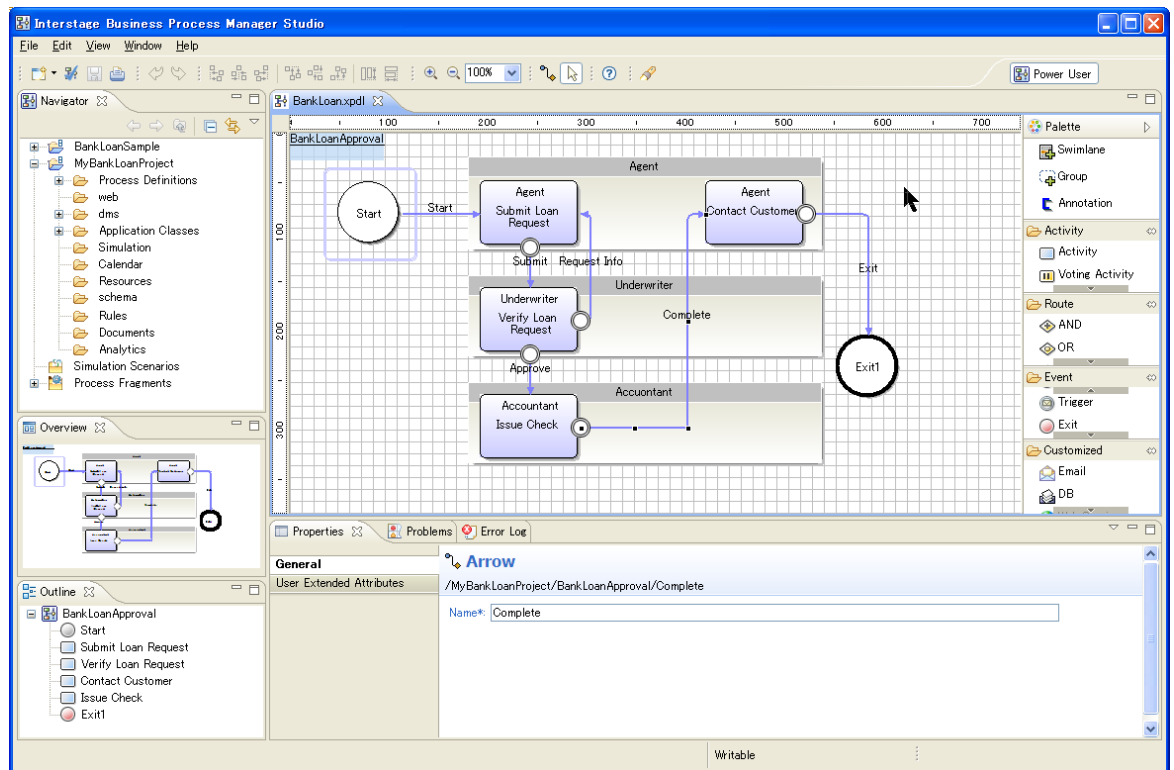 Interstage Business Process Manager Studio
File Edit View Window Help
100%
Power User
Navigator
BankLoanSample
MyBankLoanProject
Process Definitions
web
dms
Application Classes
Simulation
Calendar
Resources
schema
Rules
Documents
Analytics
Simulation Scenarios
Process Fragments
Overview
Outline
BankLoanApproval
Start
Submit Loan Request
Verify Loan Request
Contact Customer
Issue Check
Exit1
BankLoan.xpdl
100 200 300 400 500 600 700
0
100
200
300
BankLoanApproval
Agent
Start
Start
Agent
Submit Loan
Request
Agent
Contact Customer
Submit
Request Info
Exit
Underwriter
Underwriter
Verify Loan
Request
Complete
Approve
Exit1
Accuontant
Accountant
Issue Check
Palette
Swimlane
Group
Annotation
Activity
Activity
Voting Activity
Route
AND
OR
Event
Trigger
Exit
Customized
Email
DB
Properties Problems Error Log
General
User Extended Attributes
Arrow
/MyBankLoanProject/BankLoanApproval/Complete
Name*: Complete
Writable